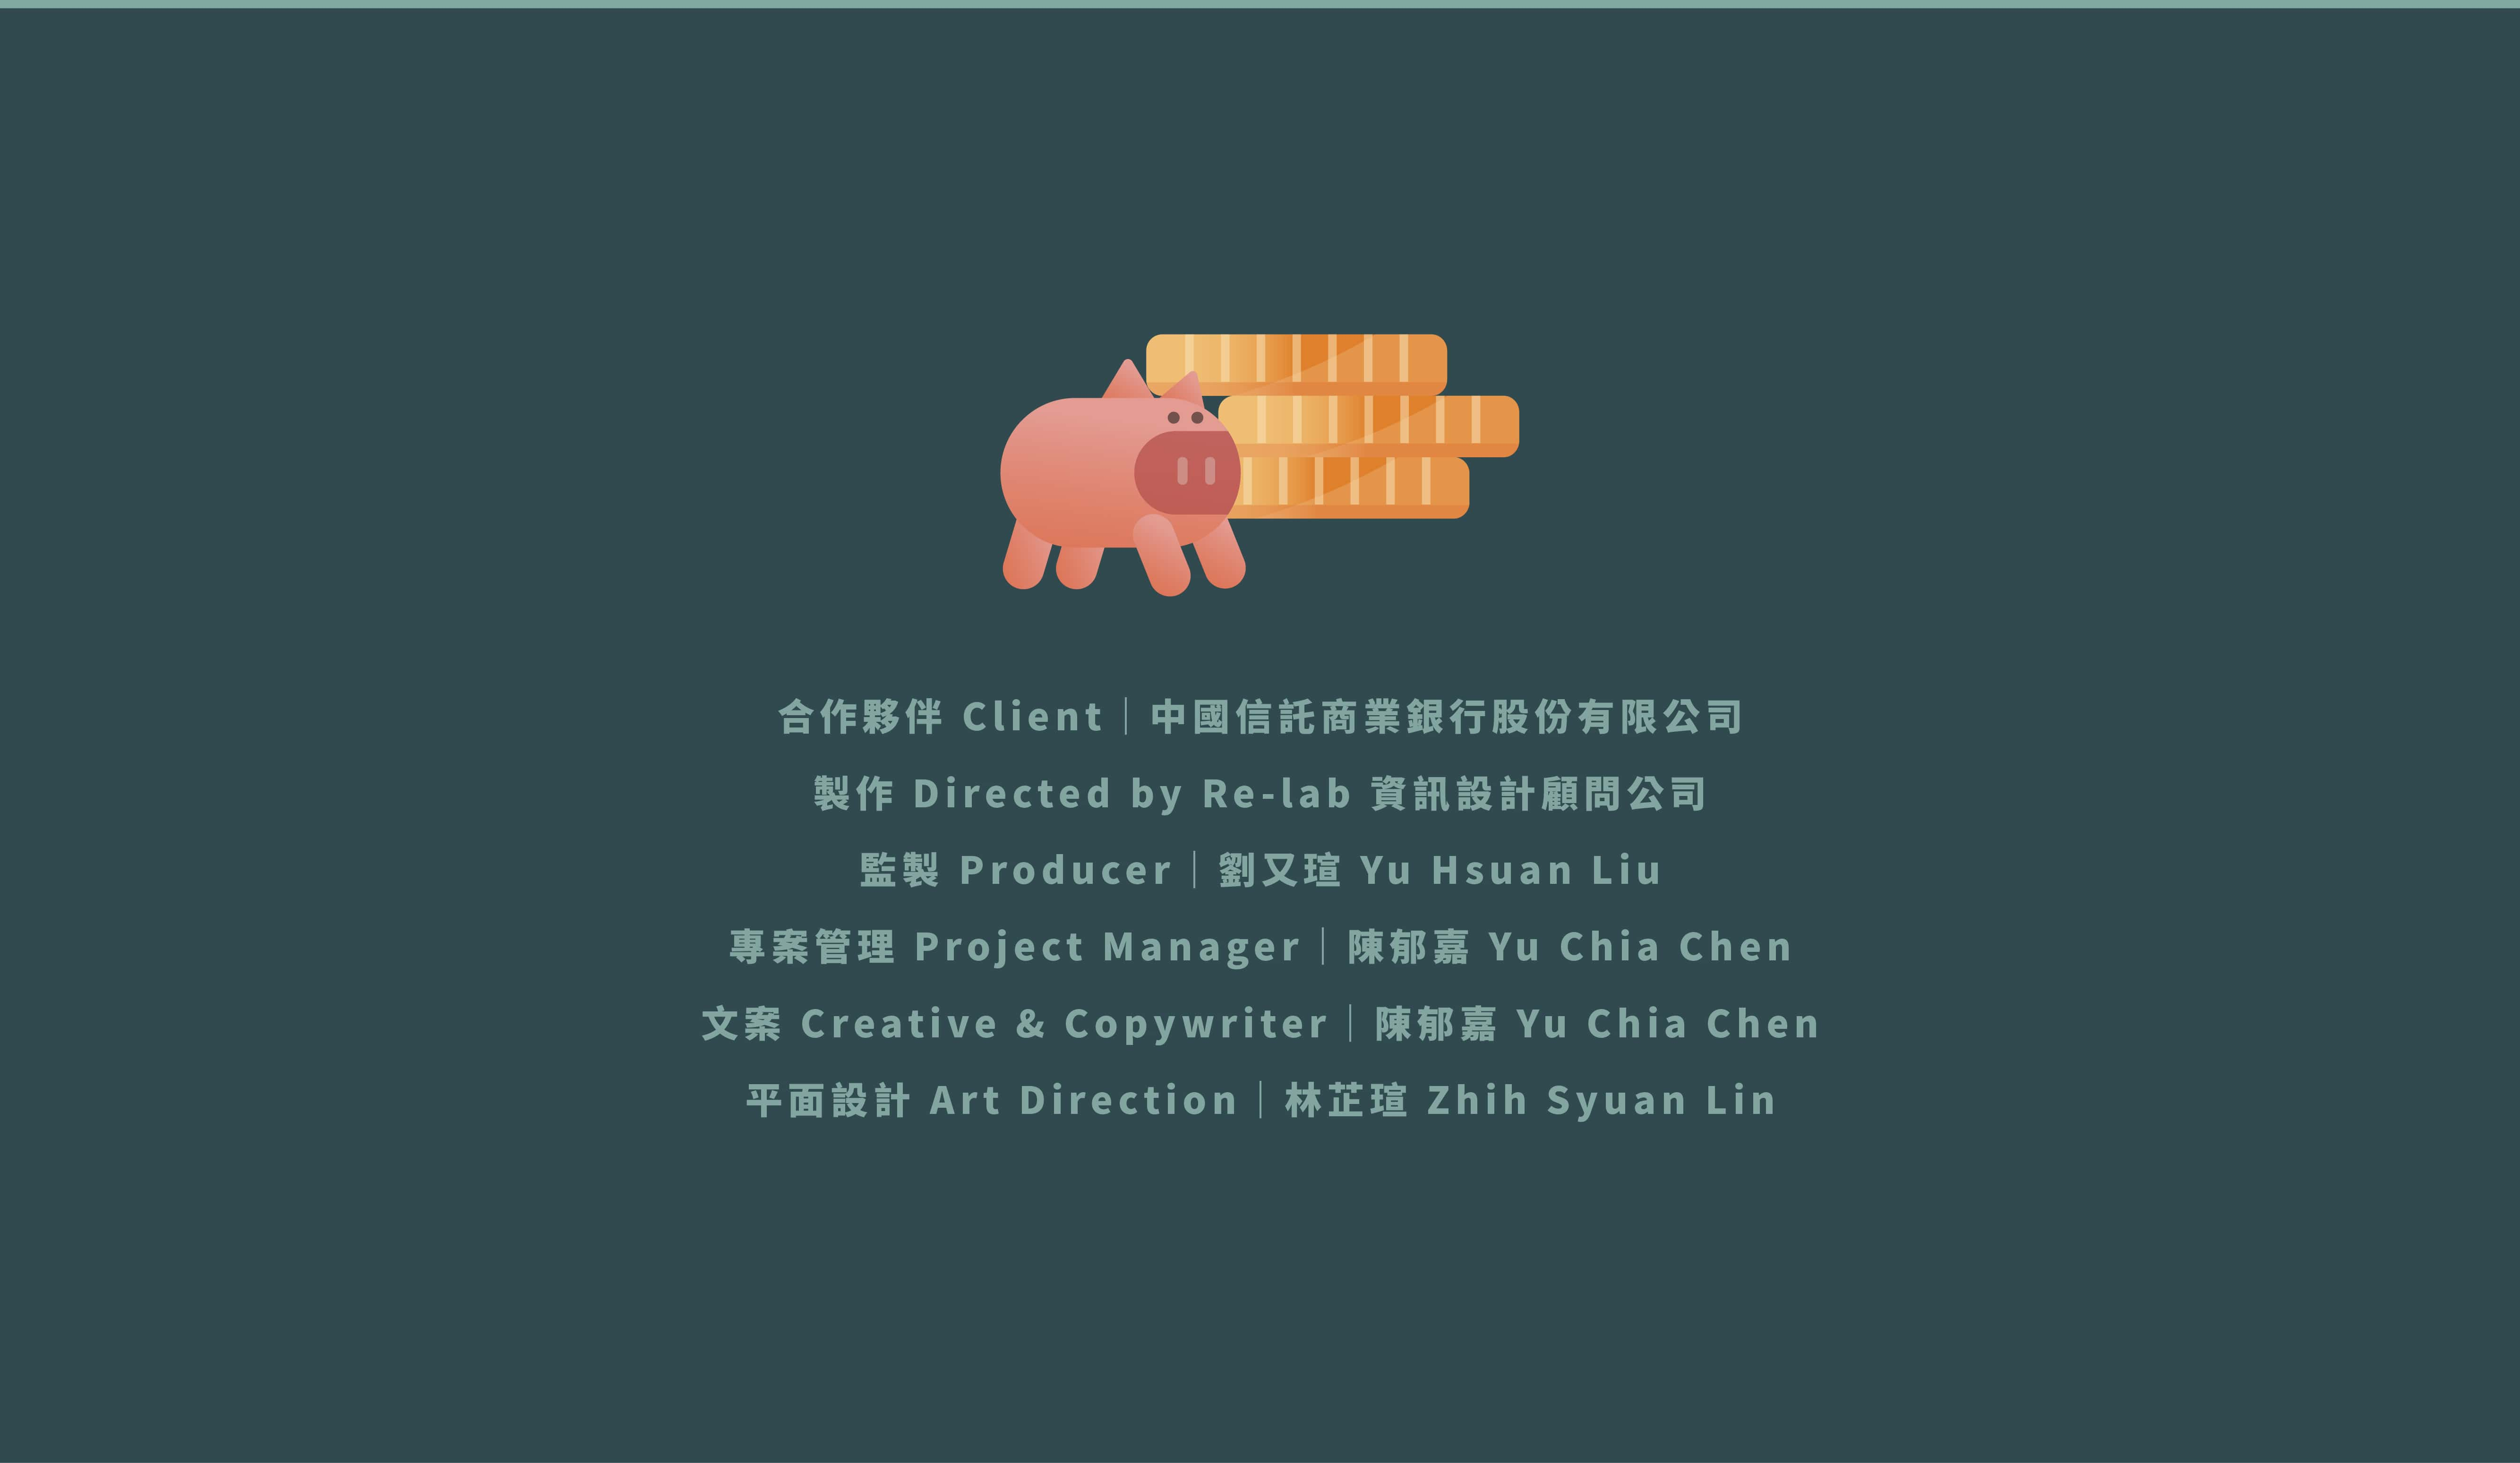 合作夥伴 Client｜中國信託商業銀行股份有限公司
製作 Directed by Re-lab 資訊設計顧問公司
監製 Producer｜劉又瑄 Yu Hsuan Liu
專案管理 Project Manager｜陳郁嘉 Yu Chia Chen
文案 Creative & Copywriter｜陳郁嘉 Yu Chia Chen
平面設計 Art Direction｜林芷瑄 Zhih Syuan Lin